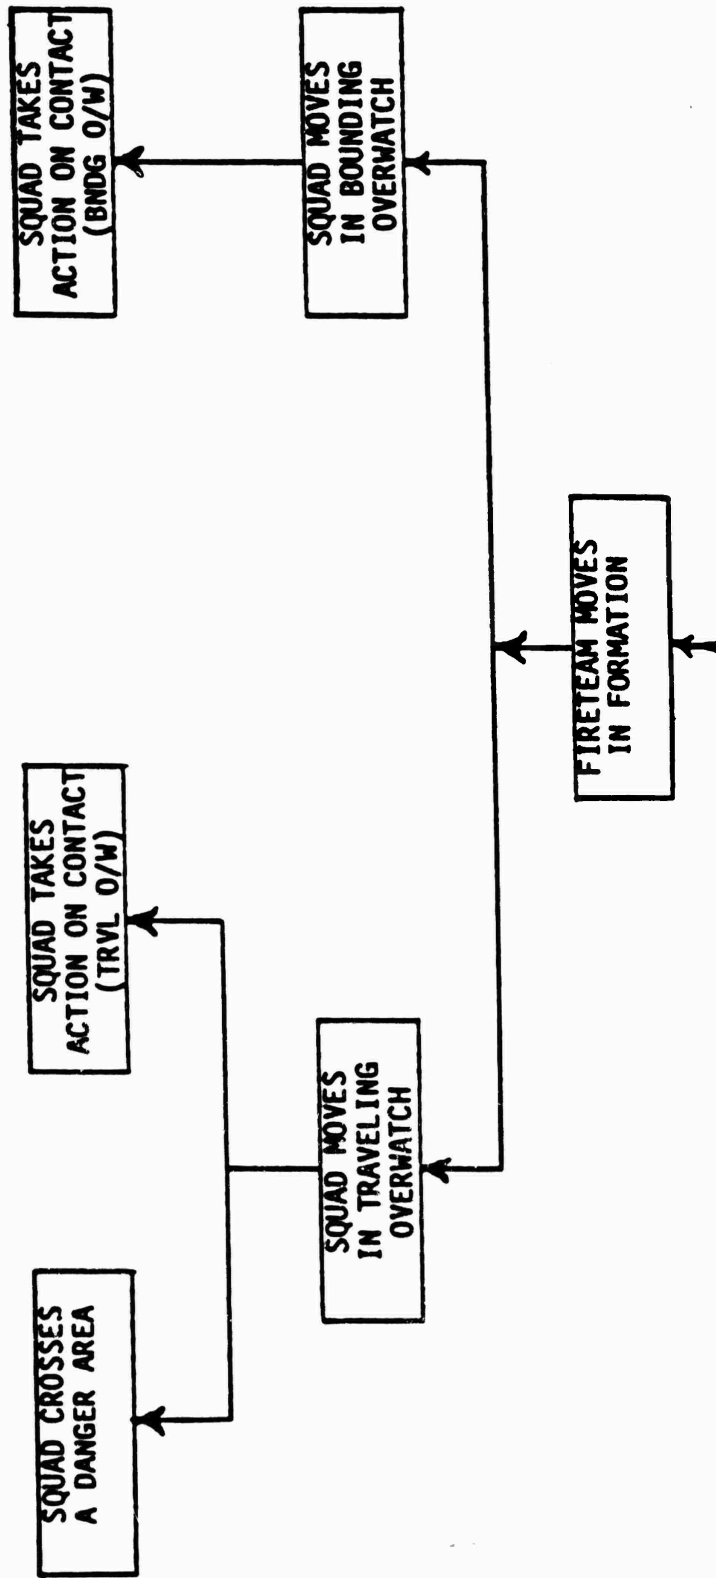 SQUAD CROSSES
A DANGER AREA
SQUAD TAKES
ACTION ON CONTACT
(TRVL O/W)
SQUAD TAKES
ACTION ON CONTACT
(BNDG O/W)
SQUAD MOVES
IN TRAVELING
OVERWATCH
SQUAD MOVES
IN BOUNDING
OVERWATCH
FIRETEAM MOVES
IN FORMATION